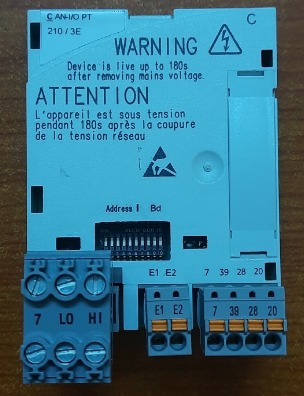 CAN-I/O PT
210 / 3E
C
WARNING
Device is live up to 180s
after removing mains voltage.
ATTENTION
L'appareil est sous tension
pendant 180s après la coupure
de la tension réseau
Address | Bd
E1 E2
7 39 28 20
7 LO HI
E1 E2
7 39 28 20